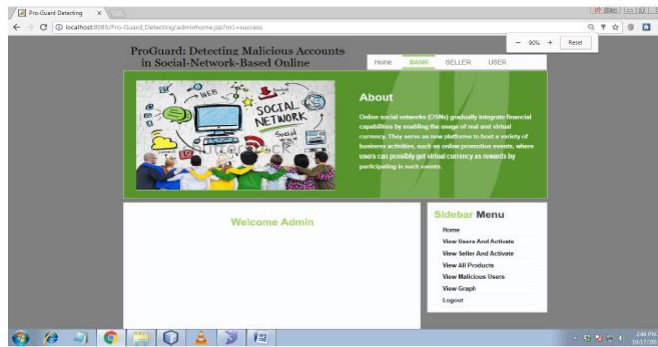 Pro-Guard Detecting
localhost:8085/Pro-Guard_Detecting/adminhome.jsp?m1=success
90%
Reset
ProGuard: Detecting Malicious Accounts
in Social-Network-Based Online
Home BANK SELLER USER
WEB
SOCIAL
NETWORK
Social
About
Online social networks (OSNs) gradually integrate financial
capabilities by enabling the usage of real and virtual
currency. They serve as new platforms to host a variety of
business activities, such as online promotion events, where
users can possibly get virtual currency as rewards by
participating in such events.
Welcome Admin
Sidebar Menu
Home
View Users And Activate
View Seller And Activate
View All Products
View Malicious Users
View Graph
Logout
2:48 PM